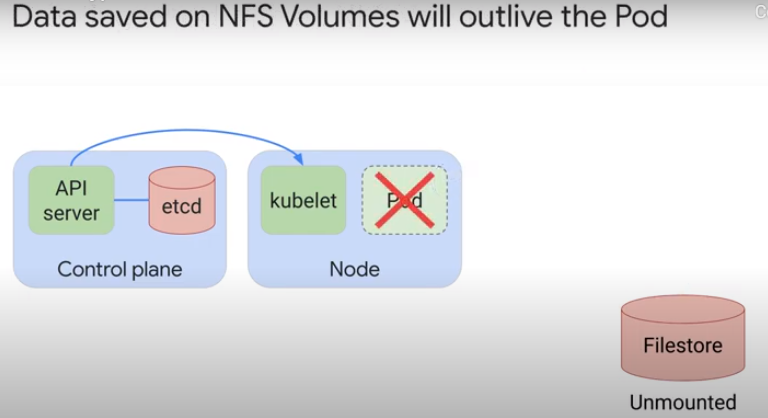 Data saved on NFS Volumes will outlive the Pod
API
server
etcd
Control plane
kubelet
Pod
Node
Filestore
Unmounted